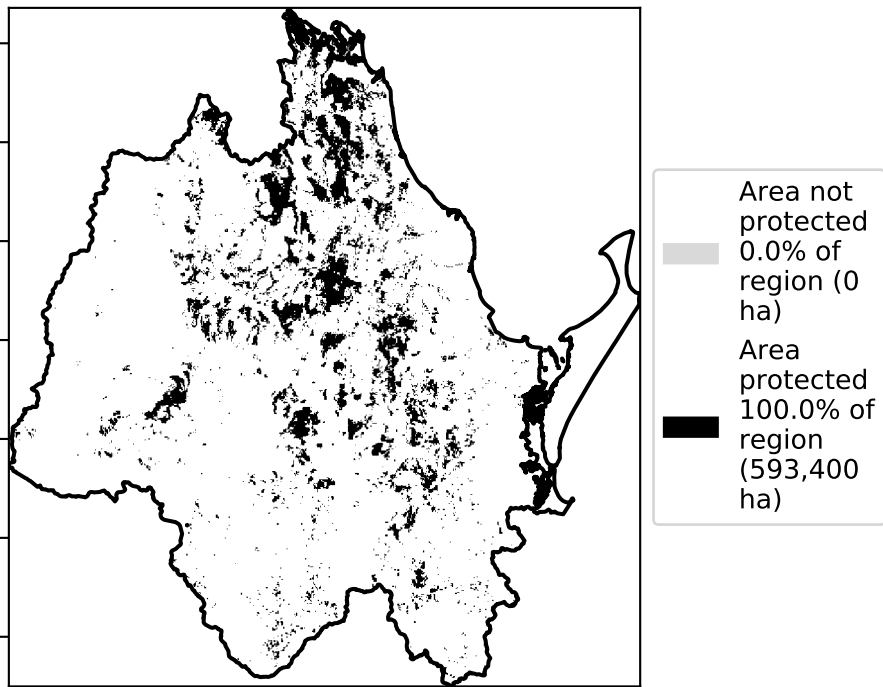 Area not
protected
0.0% of
region (0
ha)
Area
protected
100.0% of
region
(593,400
ha)